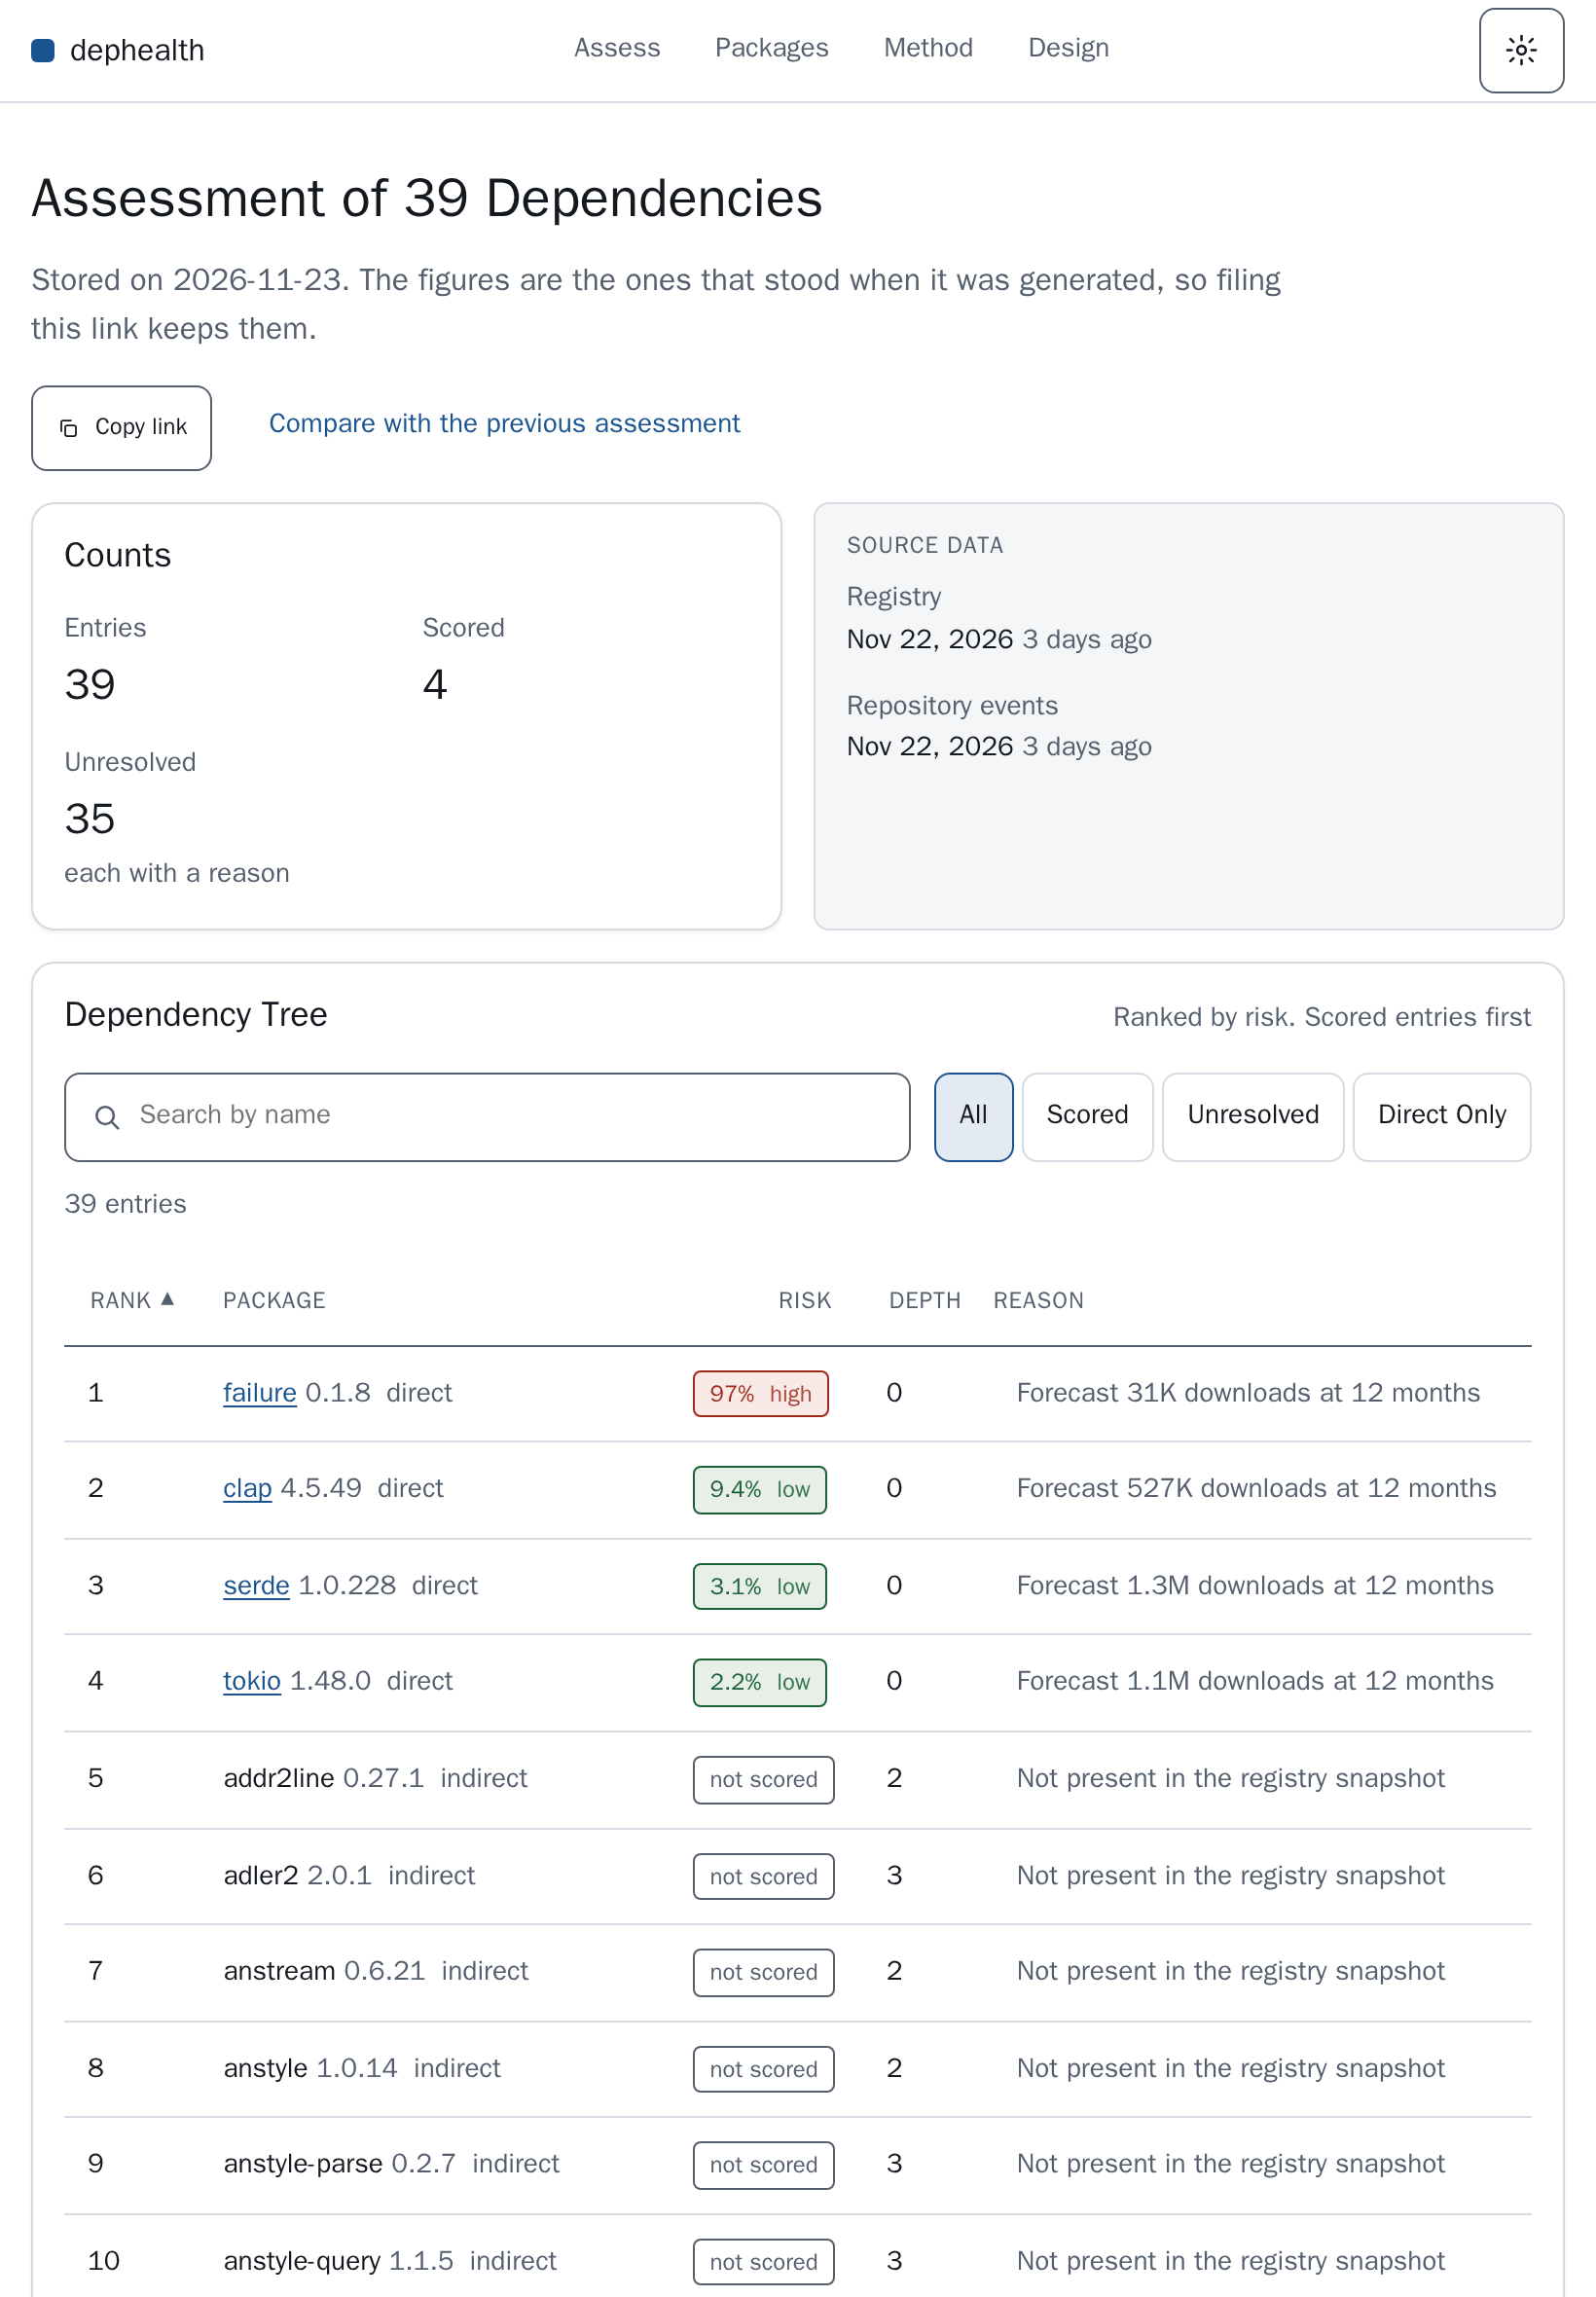 dephealth
Assess Packages Method Design
Assessment of 39 Dependencies
Stored on 2026-11-23. The figures are the ones that stood when it was generated, so filing
this link keeps them.
Copy link
Compare with the previous assessment
Counts
Entries
39
Scored
4
Unresolved
35
each with a reason
SOURCE DATA
Registry
Nov 22, 2026 3 days ago
Repository events
Nov 22, 2026 3 days ago
Dependency Tree
Ranked by risk. Scored entries first
Search by name
All Scored Unresolved Direct Only
39 entries
RANK ▲ PACKAGE RISK DEPTH REASON
1 failure 0.1.8 direct 97% high 0 Forecast 31K downloads at 12 months
2 clap 4.5.49 direct 9.4% low 0 Forecast 527K downloads at 12 months
3 serde 1.0.228 direct 3.1% low 0 Forecast 1.3M downloads at 12 months
4 tokio 1.48.0 direct 2.2% low 0 Forecast 1.1M downloads at 12 months
5 addr2line 0.27.1 indirect not scored 2 Not present in the registry snapshot
6 adler2 2.0.1 indirect not scored 3 Not present in the registry snapshot
7 anstream 0.6.21 indirect not scored 2 Not present in the registry snapshot
8 anstyle 1.0.14 indirect not scored 2 Not present in the registry snapshot
9 anstyle-parse 0.2.7 indirect not scored 3 Not present in the registry snapshot
10 anstyle-query 1.1.5 indirect not scored 3 Not present in the registry snapshot